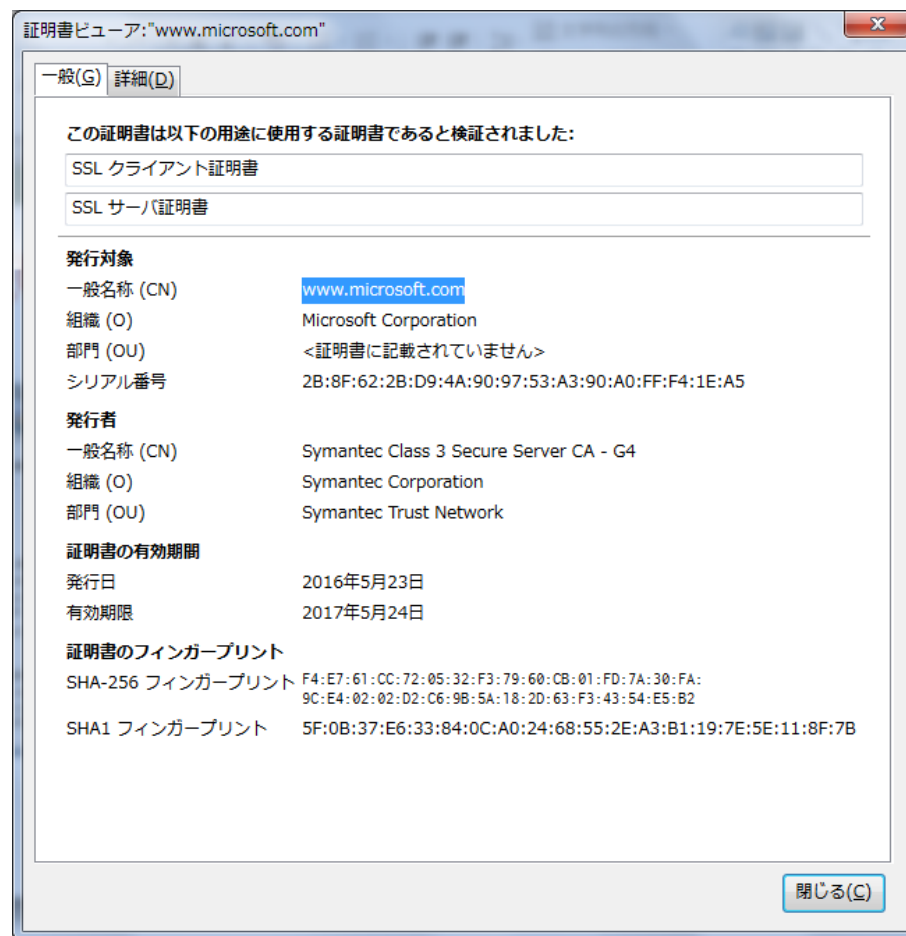 証明書ビューア:"www.microsoft.com"
x
一般(G) 詳細(D)
この証明書は以下の用途に使用する証明書であると検証されました:
SSL クライアント証明書
SSL サーバ証明書
発行対象
一般名称 (CN) www.microsoft.com
組織 (O) Microsoft Corporation
部門 (OU) <証明書に記載されていません>
シリアル番号 2B:8F:62:2B:D9:4A:90:97:53:A3:90:A0:FF:F4:1E:A5
発行者
一般名称 (CN) Symantec Class 3 Secure Server CA - G4
組織 (O) Symantec Corporation
部門 (OU) Symantec Trust Network
証明書の有効期間
発行日 2016年5月23日
有効期限 2017年5月24日
証明書のフィンガープリント
SHA-256 フィンガープリント F4:E7:61:CC:72:05:32:F3:79:60:CB:01:FD:7A:30:FA:
9C:E4:02:02:D2:C6:9B:5A:18:2D:63:F3:43:54:E5:B2
SHA1 フィンガープリント 5F:0B:37:E6:33:84:0C:A0:24:68:55:2E:A3:B1:19:7E:5E:11:8F:7B
閉じる(C)